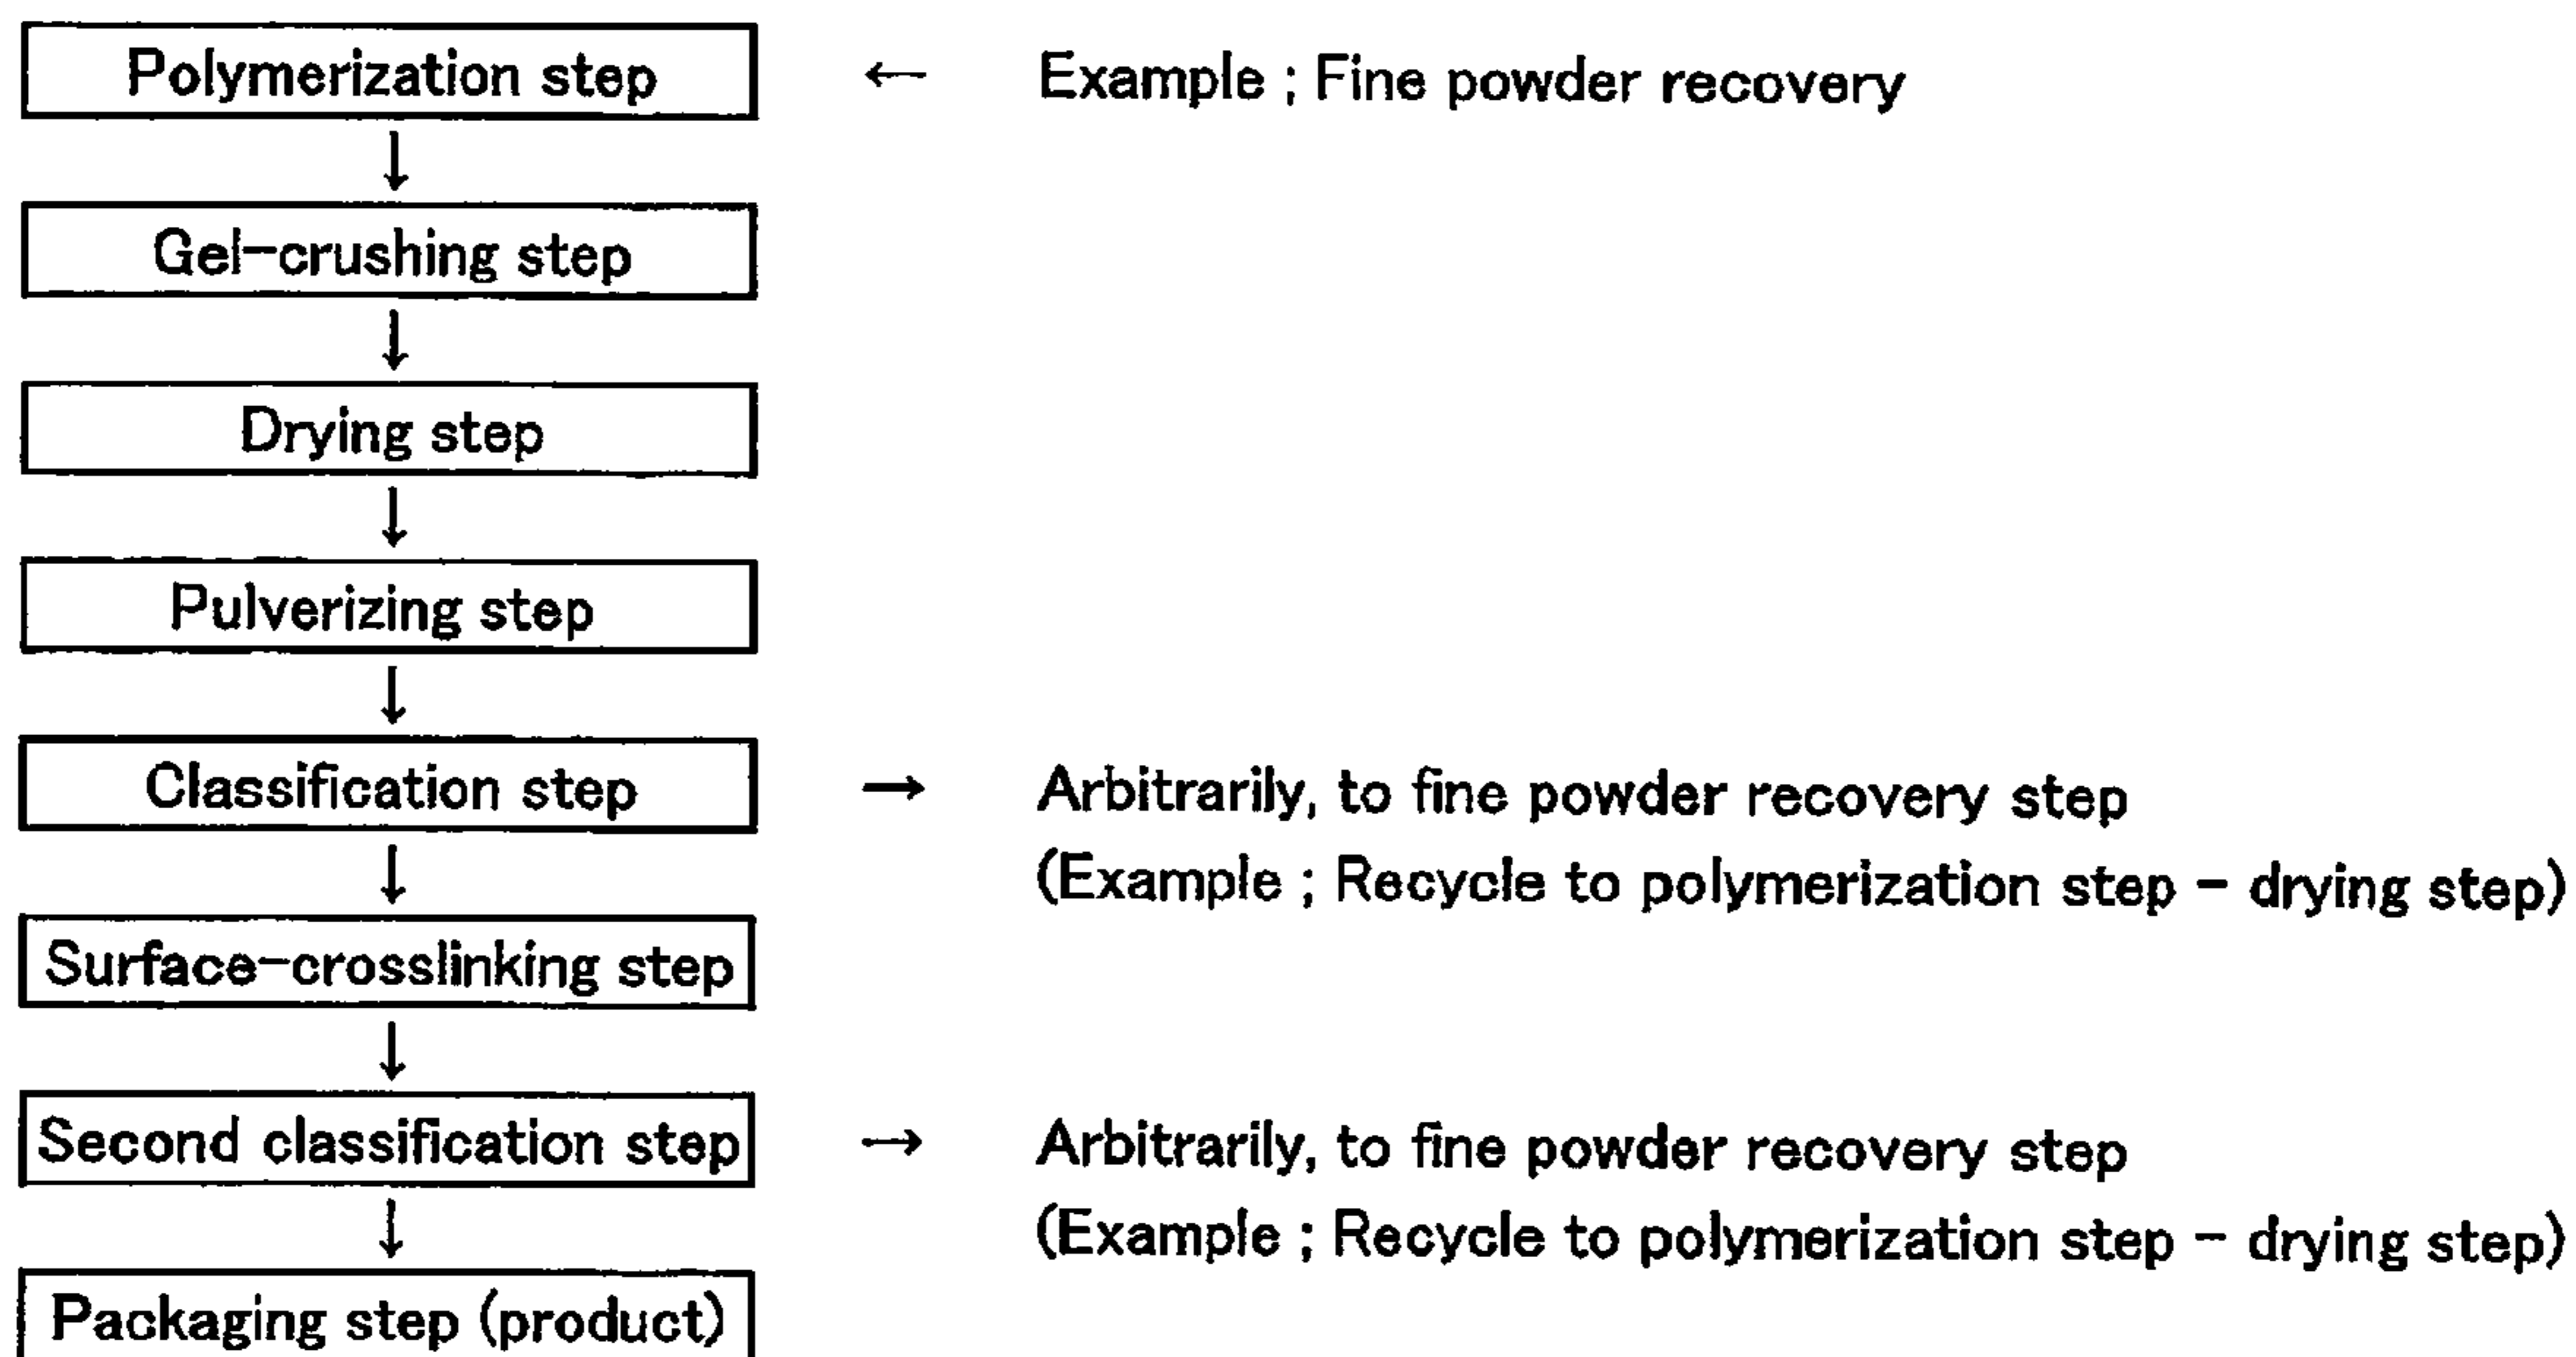 Polymerization step ← Example ; Fine powder recovery
↓
Gel-crushing step
↓
Drying step
↓
Pulverizing step
↓
Classification step → Arbitrarily, to fine powder recovery step
(Example ; Recycle to polymerization step - drying step)
↓
Surface-crosslinking step
↓
Second classification step → Arbitrarily, to fine powder recovery step
(Example ; Recycle to polymerization step - drying step)
↓
Packaging step (product)